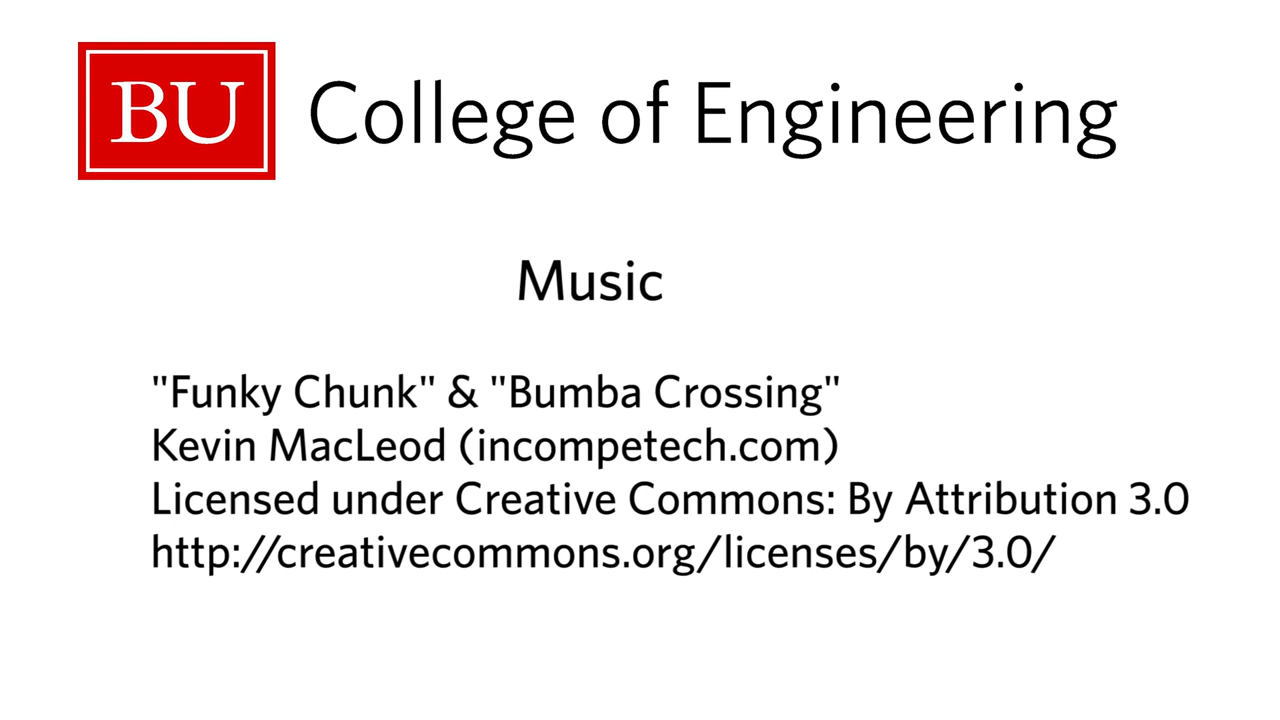 BU College of Engineering
Music
"Funky Chunk" & "Bumba Crossing"
Kevin MacLeod (incompetech.com)
Licensed under Creative Commons: By Attribution 3.0
http://creativecommons.org/licenses/by/3.0/